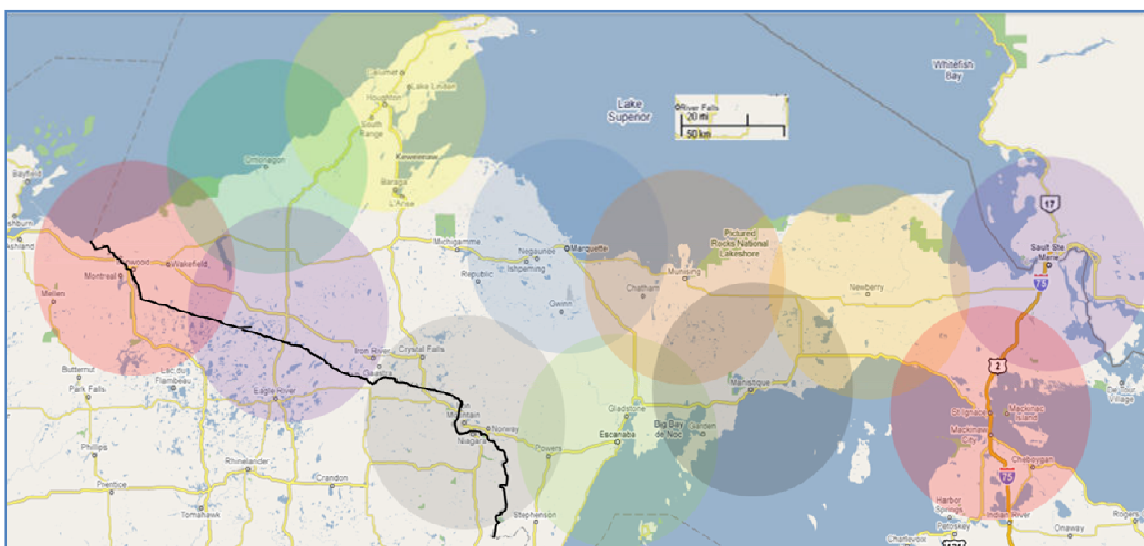 Whitefish
Bay
Lake
Superior
River Falls
20 mi
50 km
Calumet
Lake Linden
Houghton
South
Range
Keweenaw
Baraga
L'Anse
Ontonagon
Bayfield
Wakefield
Montreal
Mellen
Michigamme
Negaunee
Ishpeming
Marquette
Republic
Gwinn
Pictured
Rocks National
Lakeshore
Munising
Chatham
Newberry
17
Sault Ste
Marie
75
2
Iron River
Crystal Falls
Butternut
Park Falls
Lac du
Flambeau
Eagle River
Mountain
Norway
Niagara
Powers
Gladstone
Escanaba
Big Bay
de Noc
Garden
Manistique
St Ignace
Mackinac
Island
Mackinaw
City
Cheboygan
75
Phillips
Prentice
Rhinelander
Crandon
Tomahawk
Stephenson
Harbor
Springs
Petoskey
Indian River
Onaway
Charlevoix